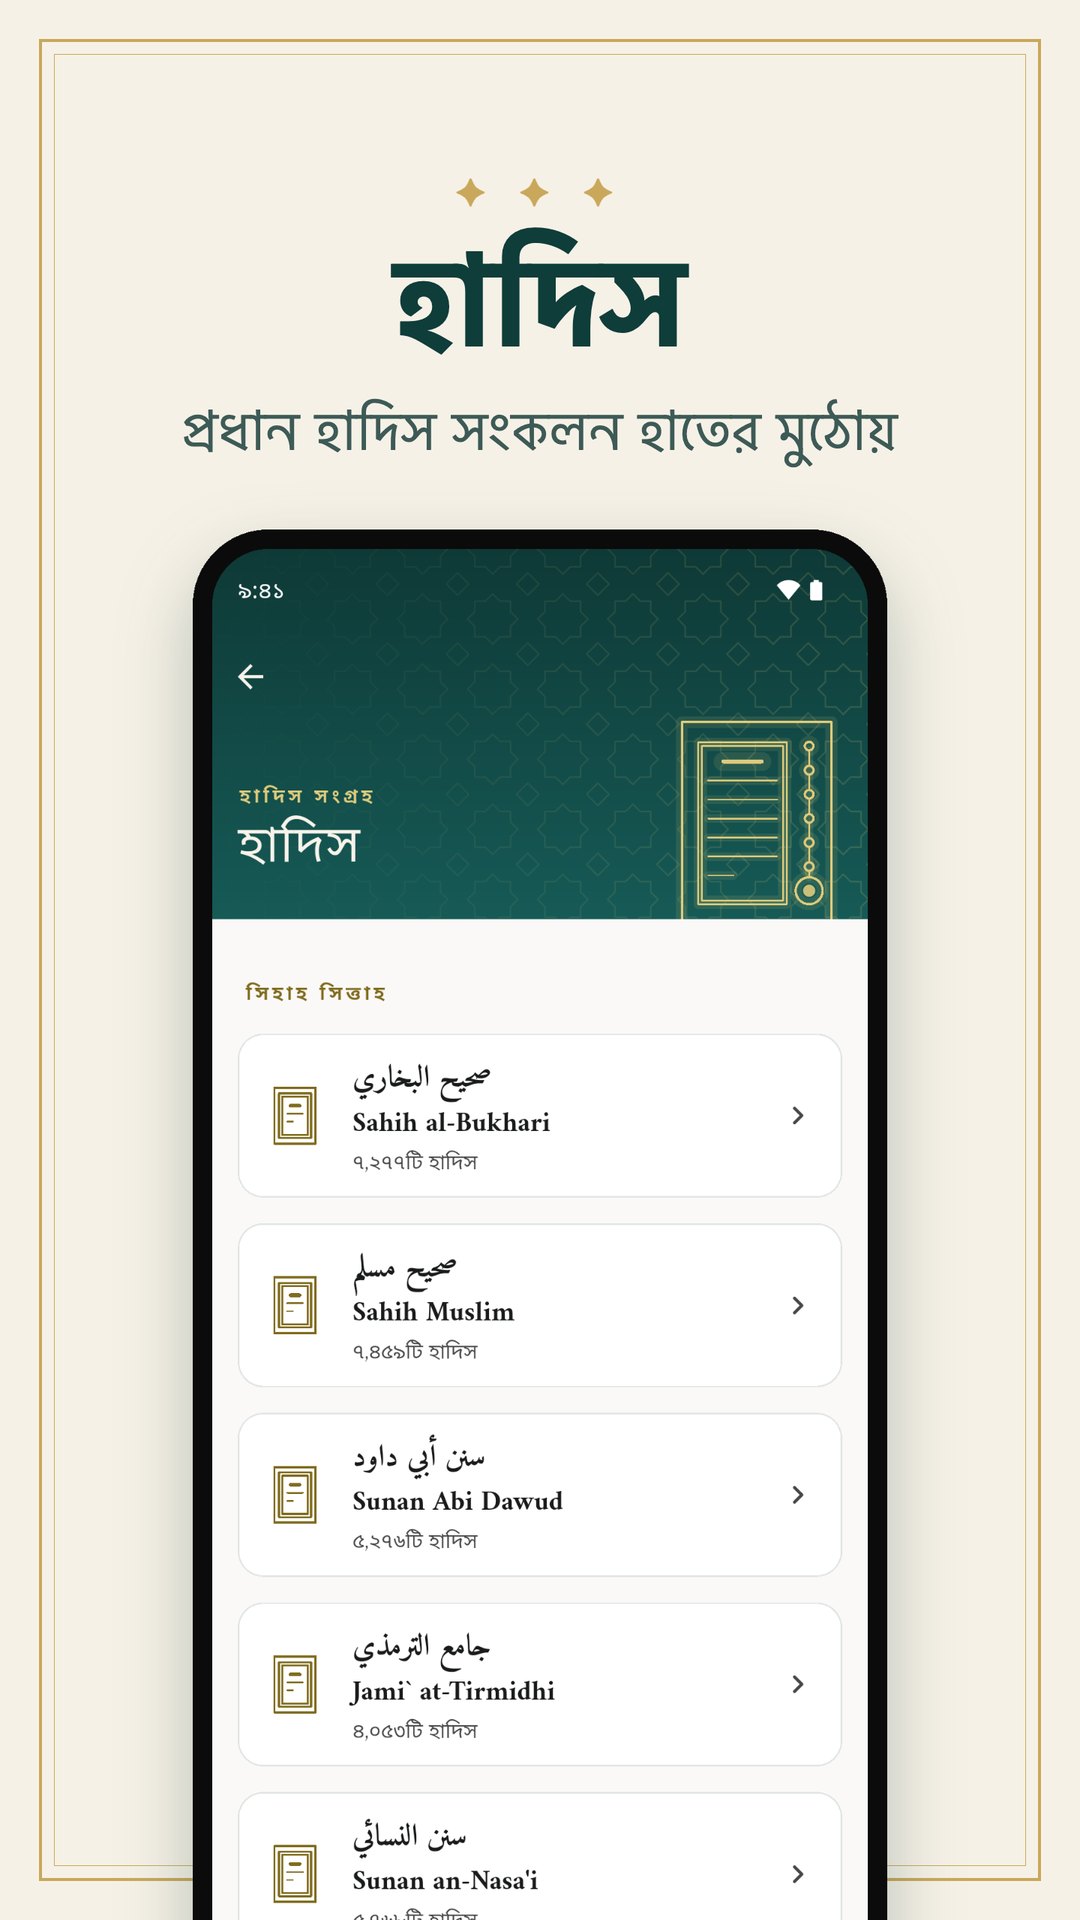 হাদিস
প্রধান হাদিস সংকলন হাতের মুঠোয়
৯:৪১
হাদিস সংগ্রহ
হাদিস
সিহাহ সিত্তাহ
صحيح البخاري
Sahih al-Bukhari
৭,২৭৭টি হাদিস
صحيح مسلم
Sahih Muslim
৭,৪৫৯টি হাদিস
سنن أبي داود
Sunan Abi Dawud
৫,২৭৬টি হাদিস
جامع الترمذي
Jami` at-Tirmidhi
৪,০৫৩টি হাদিস
سنن النسائي
Sunan an-Nasa'i